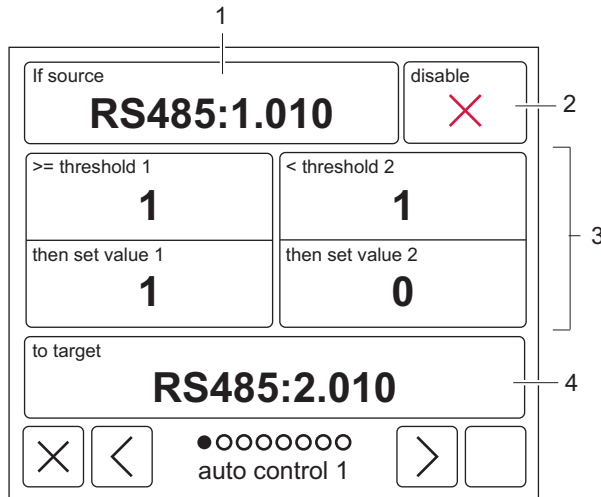 1
If source
RS485:1.010
disable
2
>= threshold 1
1
< threshold 2
1
3
then set value 1
1
then set value 2
0
to target
RS485:2.010
4
auto control 1